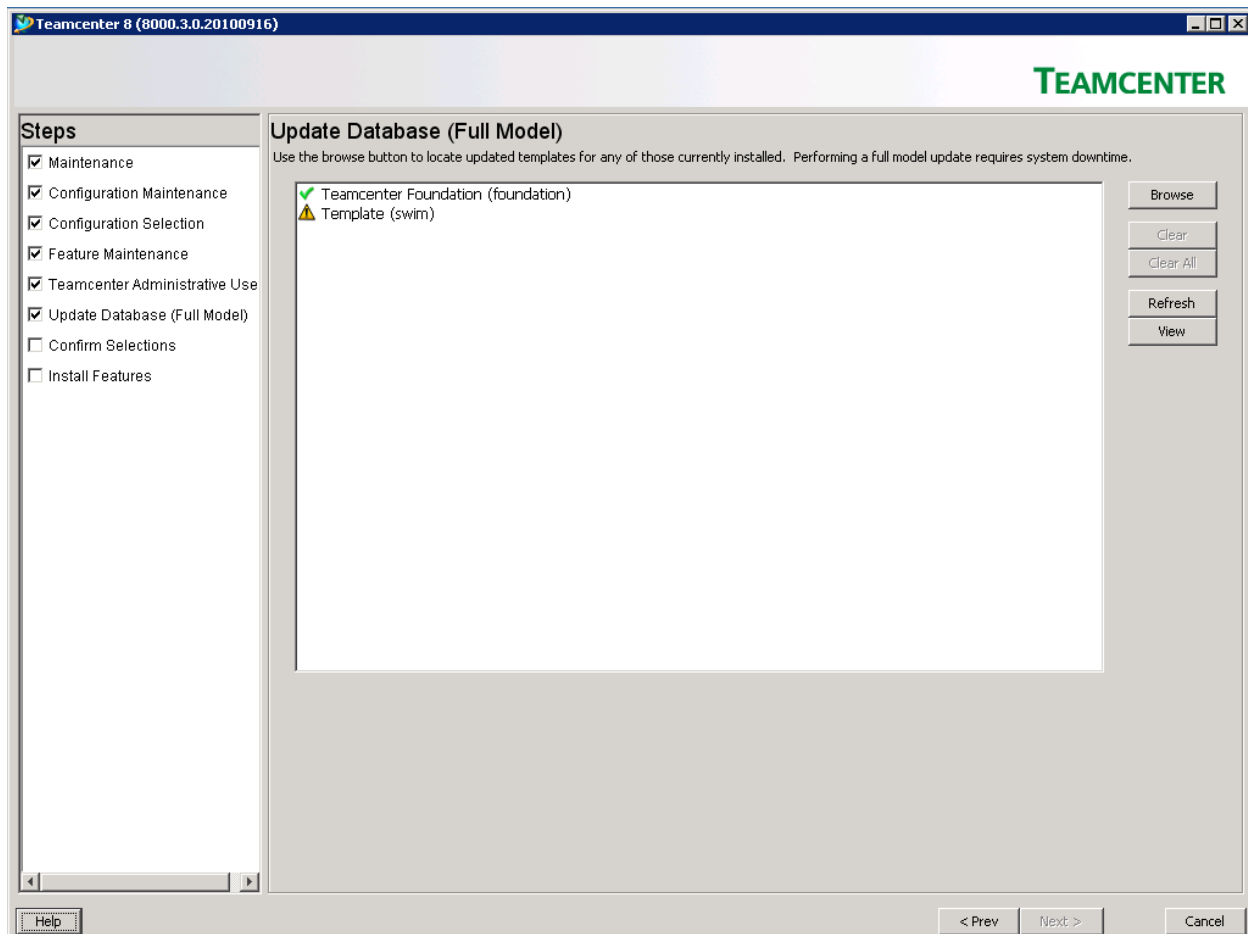 Teamcenter 8 (8000.3.0.20100916)
TEAMCENTER
Steps
Maintenance
Configuration Maintenance
Configuration Selection
Feature Maintenance
Teamcenter Administrative Use
Update Database (Full Model)
Confirm Selections
Install Features
Update Database (Full Model)
Use the browse button to locate updated templates for any of those currently installed. Performing a full model update requires system downtime.
Teamcenter Foundation (foundation)
Template (swim)
Browse
Clear
Clear All
Refresh
View
Help
< Prev
Next >
Cancel